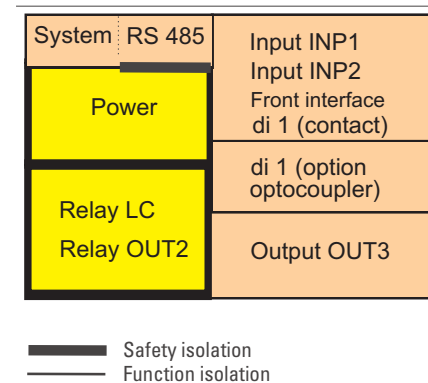 System RS 485
Power
Relay LC
Relay OUT2
Input INP1
Input INP2
Front interface
di 1 (contact)
di 1 (option
optocoupler)
Output OUT3
Safety isolation
Function isolation